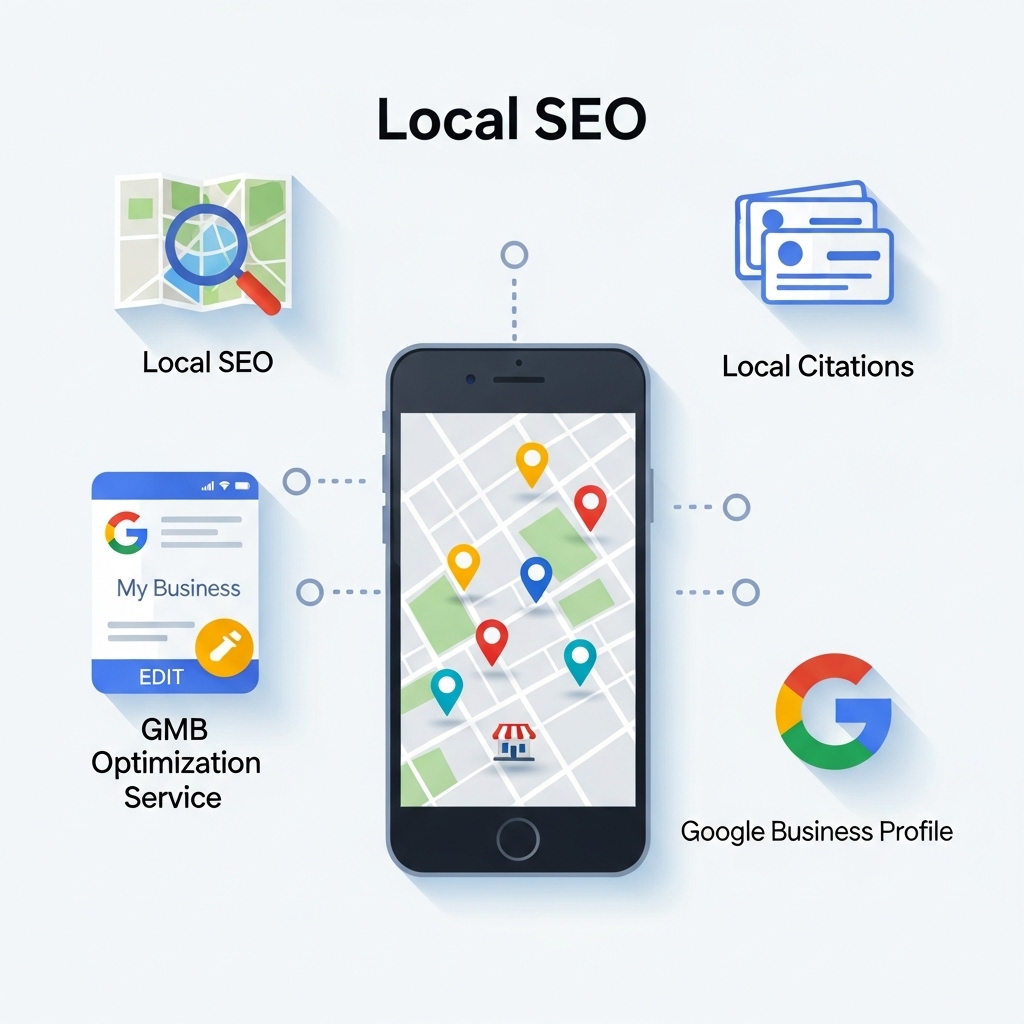 Local SEO
Local SEO
Local Citations
My Business
EDIT
GMB
Optimization
Service
Google Business Profile